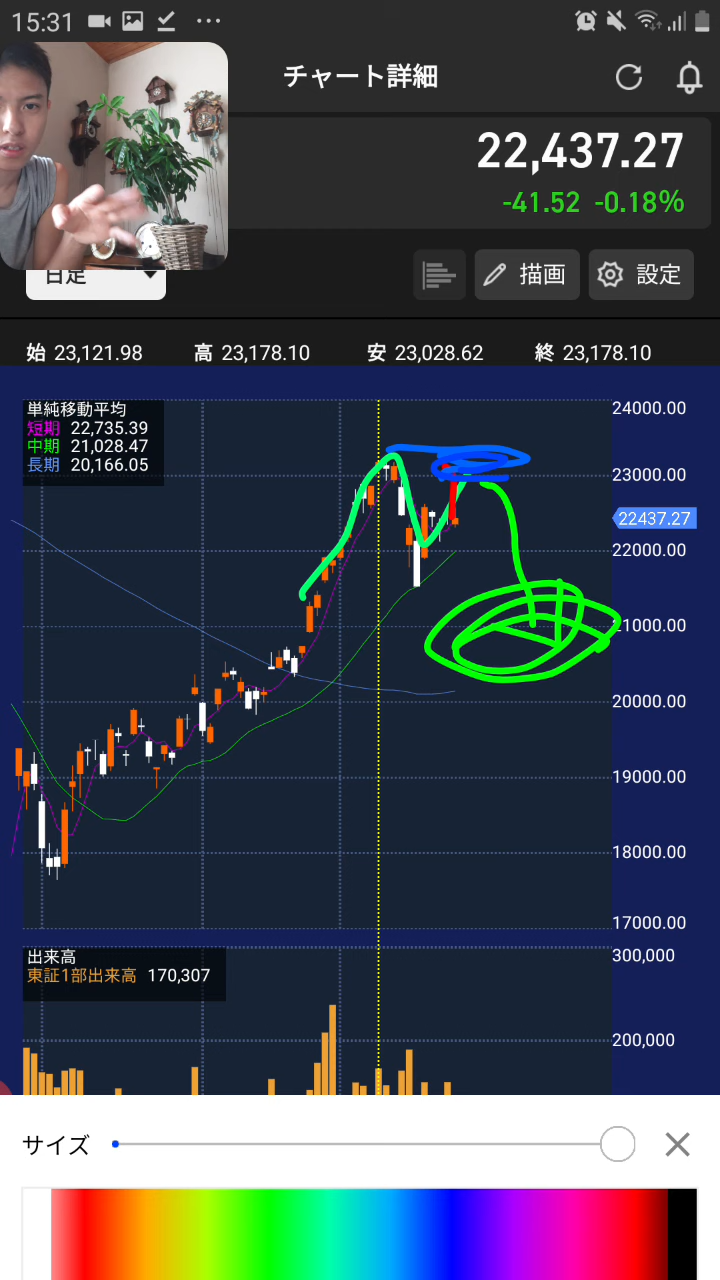 15:31
チャート詳細
22,437.27
-41.52 -0.18%
日足
描画
設定
始 23,121.98 高 23,178.10 安 23,028.62 終 23,178.10
単純移動平均
短期 22,735.39
中期 21,028.47
長期 20,166.05
24000.00
23000.00
22437.27
22000.00
21000.00
20000.00
19000.00
18000.00
17000.00
出来高
東証1部出来高 170,307
300,000
200,000
サイズ